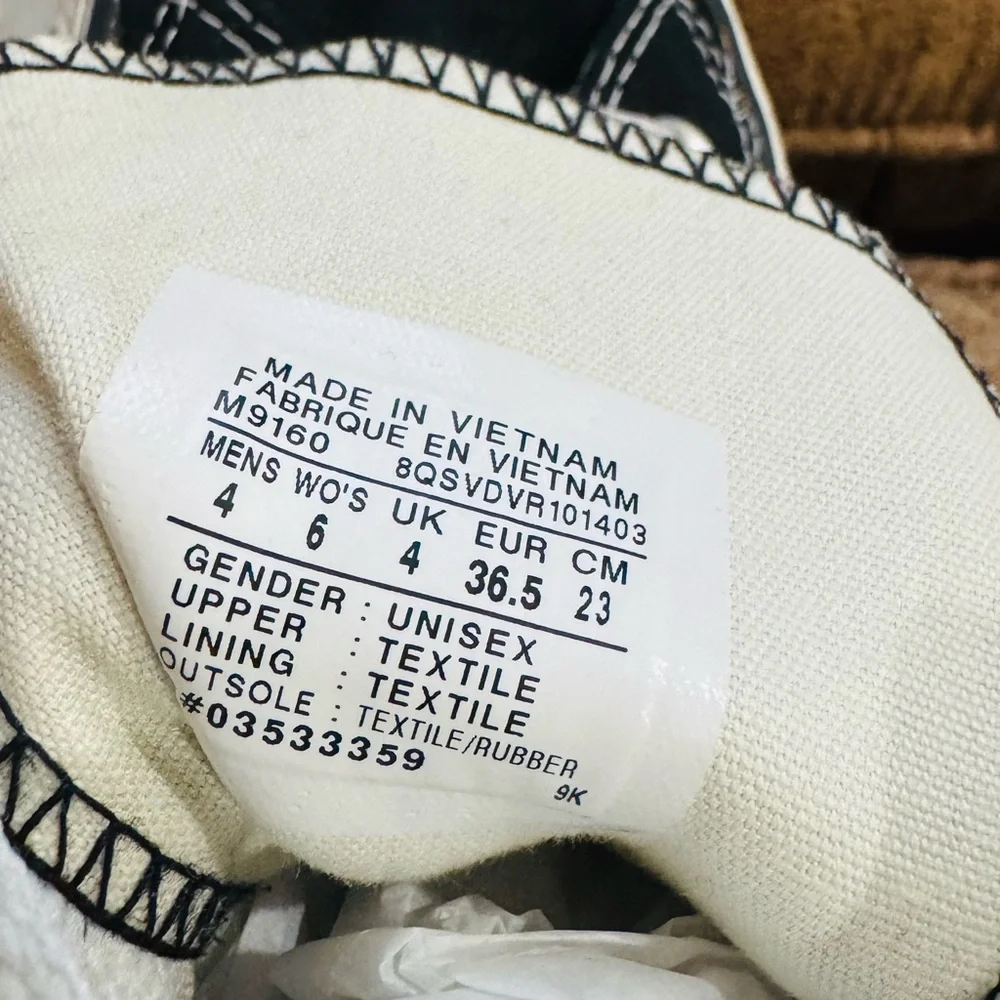 MADE IN VIETNAM
FABRIQUE EN VIETNAM
M9160 8QSVDVR101403
MENS WO'S UK EUR CM
4 6 4 36.5 23
GENDER : UNISEX
UPPER : TEXTILE
LINING : TEXTILE
OUTSOLE : TEXTILE/RUBBER
#03533359
9K